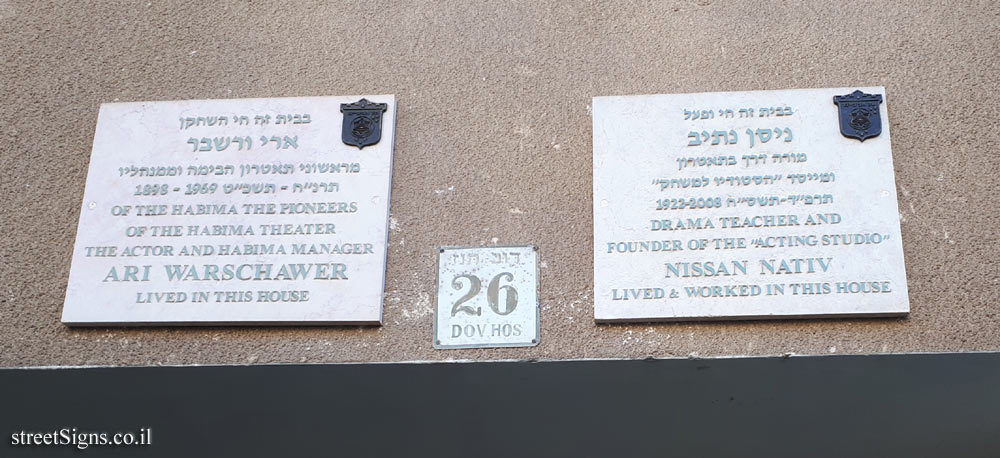 בבית זה חי השחקן
ארי ורשבר
מראשוני תאטרון הבימה וממנהליו
תרנ״ח - תשכ״ט 1969 - 1898
OF THE HABIMA THE PIONEERS
OF THE HABIMA THEATER
THE ACTOR AND HABIMA MANAGER
ARI WARSCHAWER
LIVED IN THIS HOUSE
דוב הוז
26
DOV HOS
בבית זה חי ופעל
ניסן נתיב
מורה דרך בתאטרון
ומייסד ״הסטודיו למשחק״
תרפ״ד-תשס״ח 1923-2008
DRAMA TEACHER AND
FOUNDER OF THE "ACTING STUDIO"
NISSAN NATIV
LIVED & WORKED IN THIS HOUSE
streetSigns.co.il